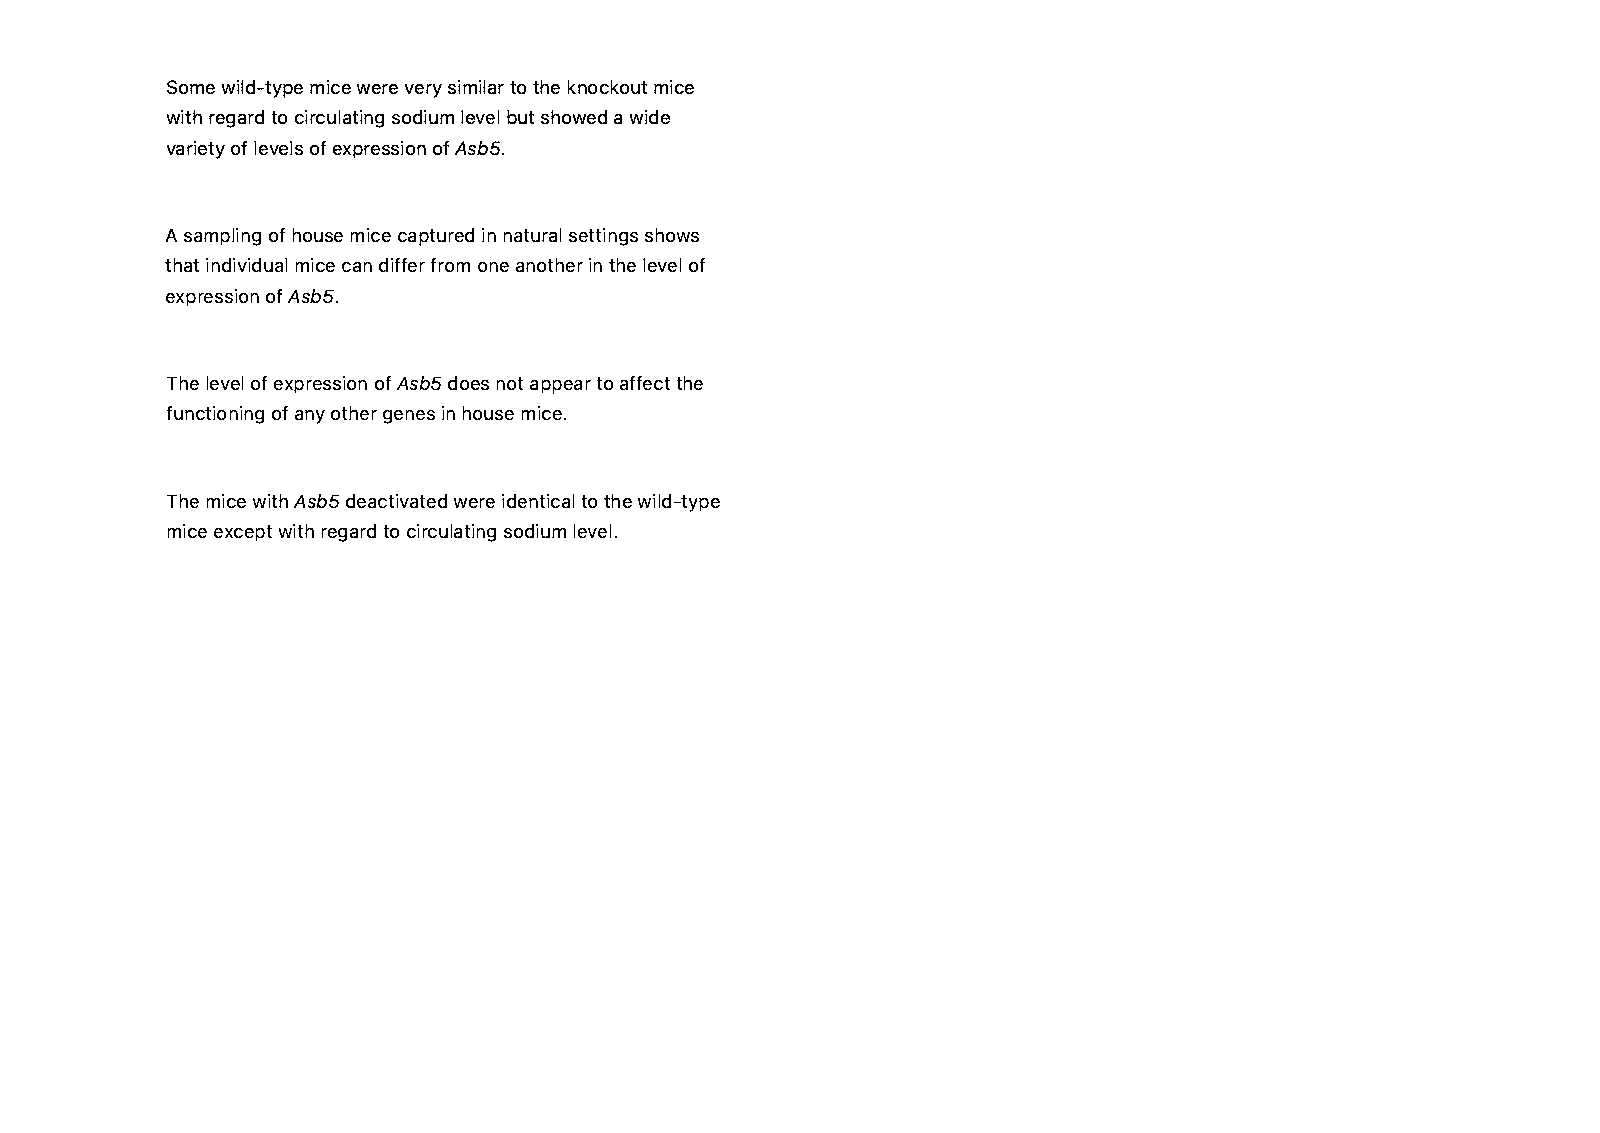 Some wild-type mice were very similar to the knockout mice
with regard to circulating sodium level but showed a wide
variety of levels of expression of Asb5.
A sampling of house mice captured in natural settings shows
that individual mice can differ from one another in the level of
expression of Asb5.
The level of expression of Asb5 does not appear to affect the
functioning of any other genes in house mice.
The mice with Asb5 deactivated were identical to the wild-type
mice except with regard to circulating sodium level.